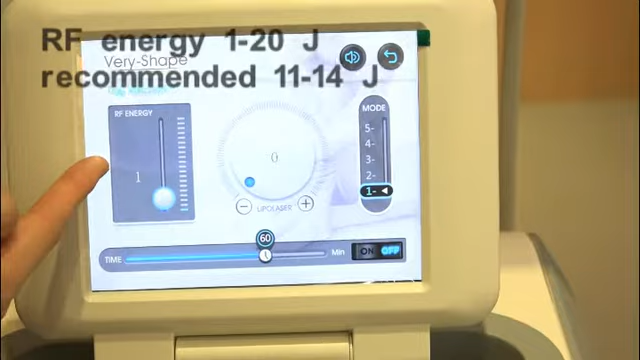 RF energy 1-20 J
Very-Shape
recommended 11-14 J
RF ENERGY
1
0
LIPOLASER
MODE
5-
4-
3-
2-
1-
60
TIME
Min
ON OFF